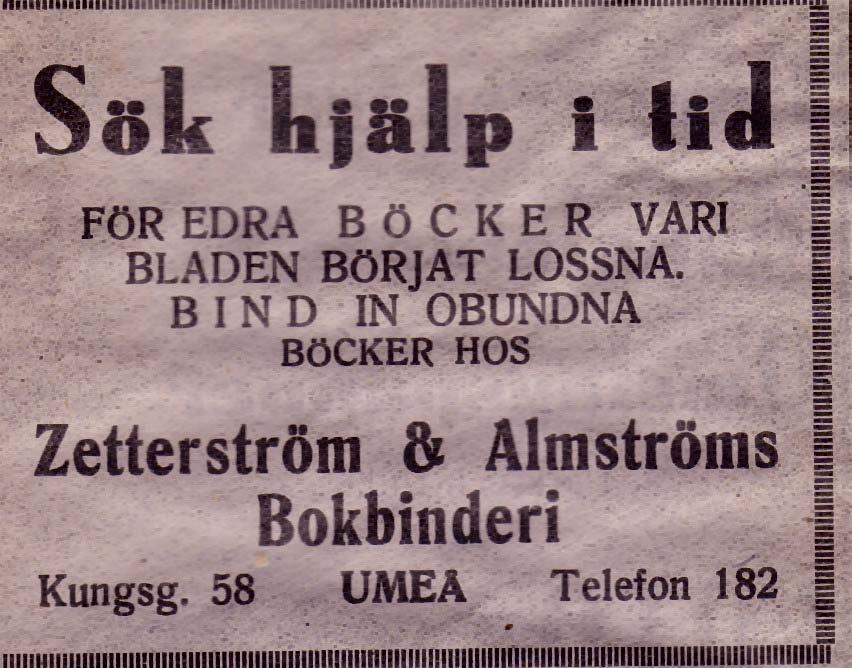 Sök hjälp i tid
FÖR EDRA BÖCKER VARI
BLADEN BÖRJAT LOSSNA.
BIND IN OBUNDNA
BÖCKER HOS
Zetterström & Almströms
Bokbinderi
Kungsg. 58 UMEÅ Telefon 182